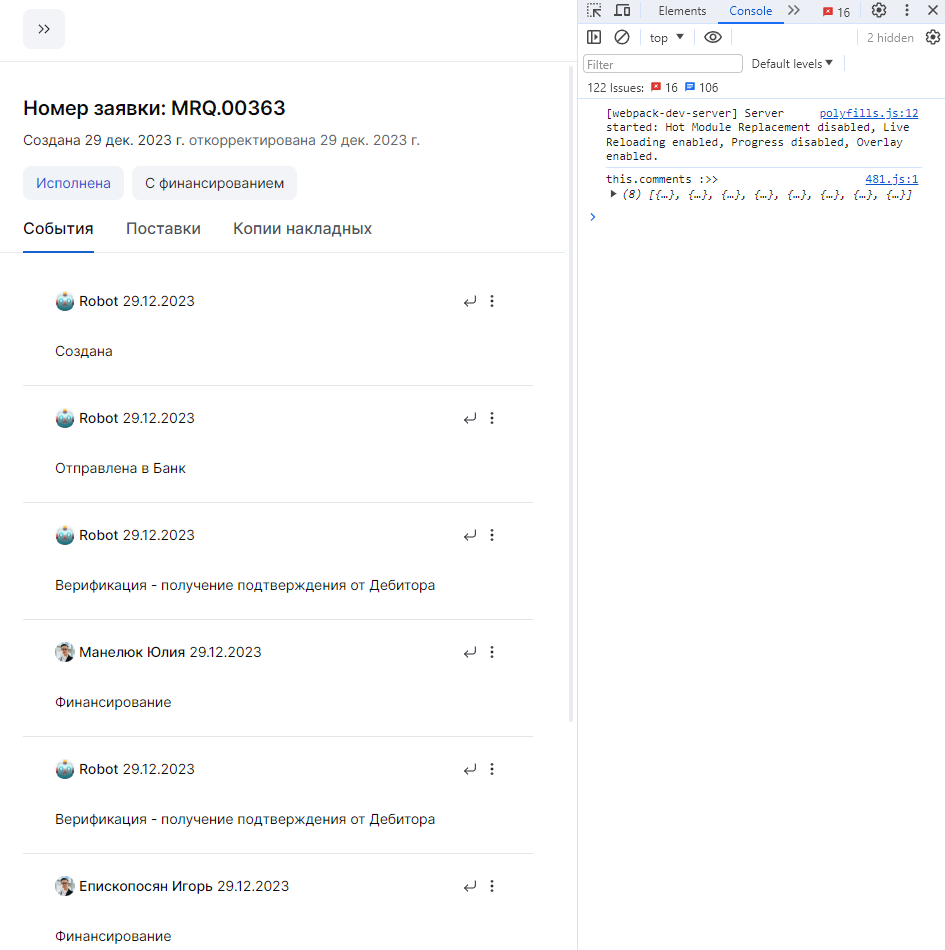 Номер заявки: MRQ.00363
Создана 29 дек. 2023 г. откорректирована 29 дек. 2023 г.
Исполнена
С финансированием
События
Поставки
Копии накладных
Robot 29.12.2023
Создана
Robot 29.12.2023
Отправлена в Банк
Robot 29.12.2023
Верификация - получение подтверждения от Дебитора
Манелюк Юлия 29.12.2023
Финансирование
Robot 29.12.2023
Верификация - получение подтверждения от Дебитора
Епископосян Игорь 29.12.2023
Финансирование
Elements
Console
16
top
2 hidden
Filter
Default levels
122 Issues: 16 106
[webpack-dev-server] Server polyfills.js:12
started: Hot Module Replacement disabled, Live
Reloading enabled, Progress disabled, Overlay
enabled.
this.comments :>> 481.js:1
(8) [{…}, {…}, {…}, {…}, {…}, {…}, {…}, {…}]